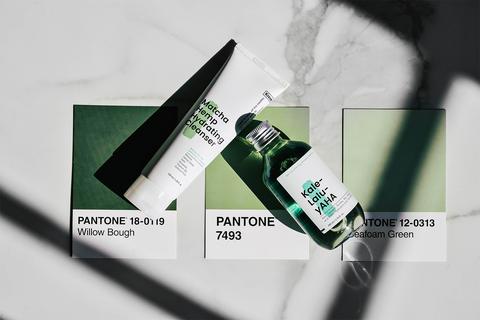 Matcha
Hemp
Hydrating
Cleanser
Kale-
Lalu-
yAHA
PANTONE® 18-0119
Willow Bough
PANTONE®
7493
PANTONE® 12-0313
Seafoam Green